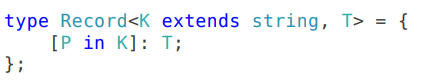 type Record<K extends string, T> = {
    [P in K]: T;
};